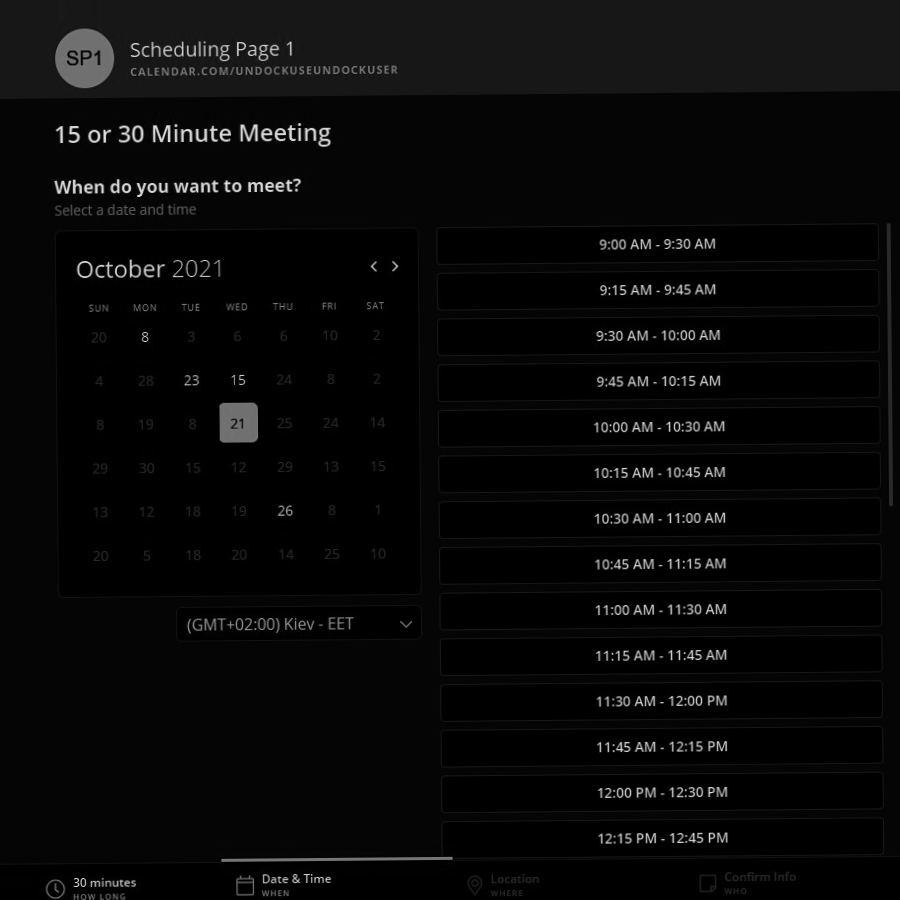 SP1
Scheduling Page 1
CALENDAR.COM/UNDOCKUSEUNDOCKUSER
15 or 30 Minute Meeting
When do you want to meet?
Select a date and time
October 2021
SUN MON TUE WED THU FRI SAT
20 8 3 6 6 10 2
4 28 23 15 24 8 2
8 19 8 21 25 24 14
29 30 15 12 29 13 15
13 12 18 19 26 8 1
20 5 18 20 14 25 10
(GMT+02:00) Kiev - EET
9:00 AM - 9:30 AM
9:15 AM - 9:45 AM
9:30 AM - 10:00 AM
9:45 AM - 10:15 AM
10:00 AM - 10:30 AM
10:15 AM - 10:45 AM
10:30 AM - 11:00 AM
10:45 AM - 11:15 AM
11:00 AM - 11:30 AM
11:15 AM - 11:45 AM
11:30 AM - 12:00 PM
11:45 AM - 12:15 PM
12:00 PM - 12:30 PM
12:15 PM - 12:45 PM
30 minutes
HOW LONG
Date & Time
WHEN
Location
WHERE
Confirm Info
WHO